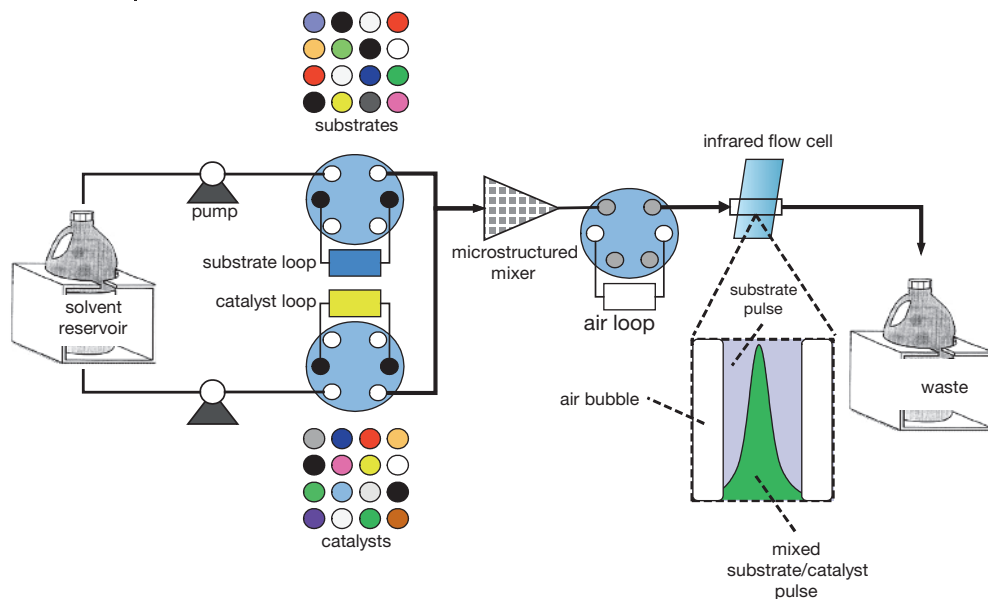 substrates
infrared flow cell
pump
substrate loop
microstructured
mixer
catalyst loop
solvent
reservoir
air loop
substrate
pulse
air bubble
waste
catalysts
mixed
substrate/catalyst
pulse